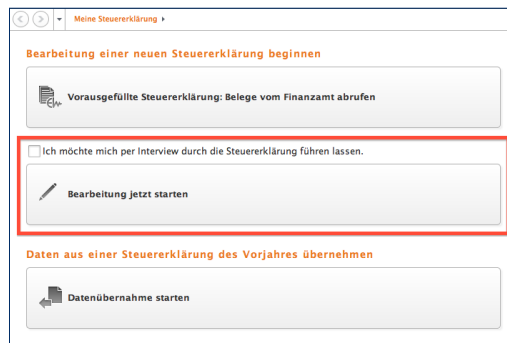 Meine Steuererklärung
Bearbeitung einer neuen Steuererklärung beginnen
Vorausgefüllte Steuererklärung: Belege vom Finanzamt abrufen
Ich möchte mich per Interview durch die Steuererklärung führen lassen.
Bearbeitung jetzt starten
Daten aus einer Steuererklärung des Vorjahres übernehmen
Datenübernahme starten